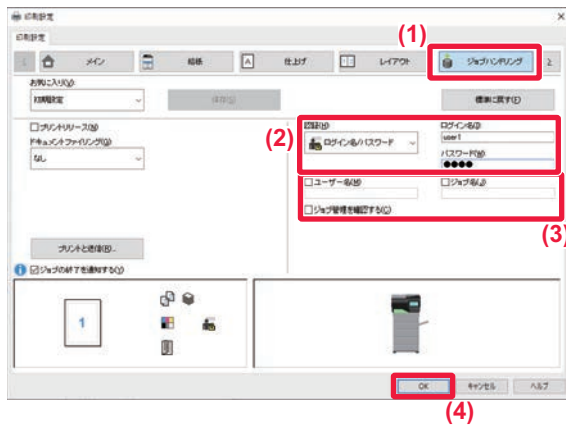 印刷設定
印刷設定
(1)
メイン
給紙
仕上げ
レイアウト
ジョブハンドリング
2
お気に入り(V)
初期設定
保存(S)
標準に戻す(E)
プリントリリース(N)
ドキュメントファイリング(G)
なし
(2)
認証(H)
ログイン名/パスワード
ログイン名(I)
user1
パスワード(W)
●●●●
ユーザー名(M)
ジョブ名(J)
ジョブ管理を確認する(C)
(3)
プリントと送信(B)...
ジョブの終了を通知する(Y)
1
OK
キャンセル
ヘルプ
(4)